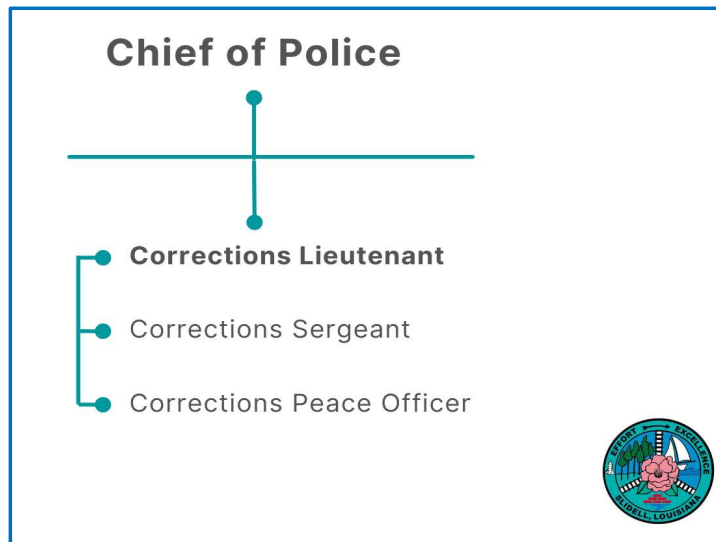 Chief of Police
Corrections Lieutenant
Corrections Sergeant
Corrections Peace Officer
EFFORT EXCELLENCE
SLIDELL, LOUISIANA